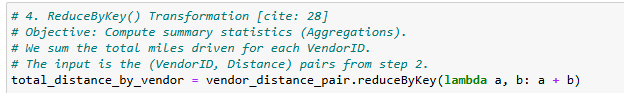 # 4. ReduceByKey() Transformation [cite: 28]
# Objective: Compute summary statistics (Aggregations).
# We sum the total miles driven for each VendorID.
# The input is the (VendorID, Distance) pairs from step 2.
total_distance_by_vendor = vendor_distance_pair.reduceByKey(lambda a, b: a + b)